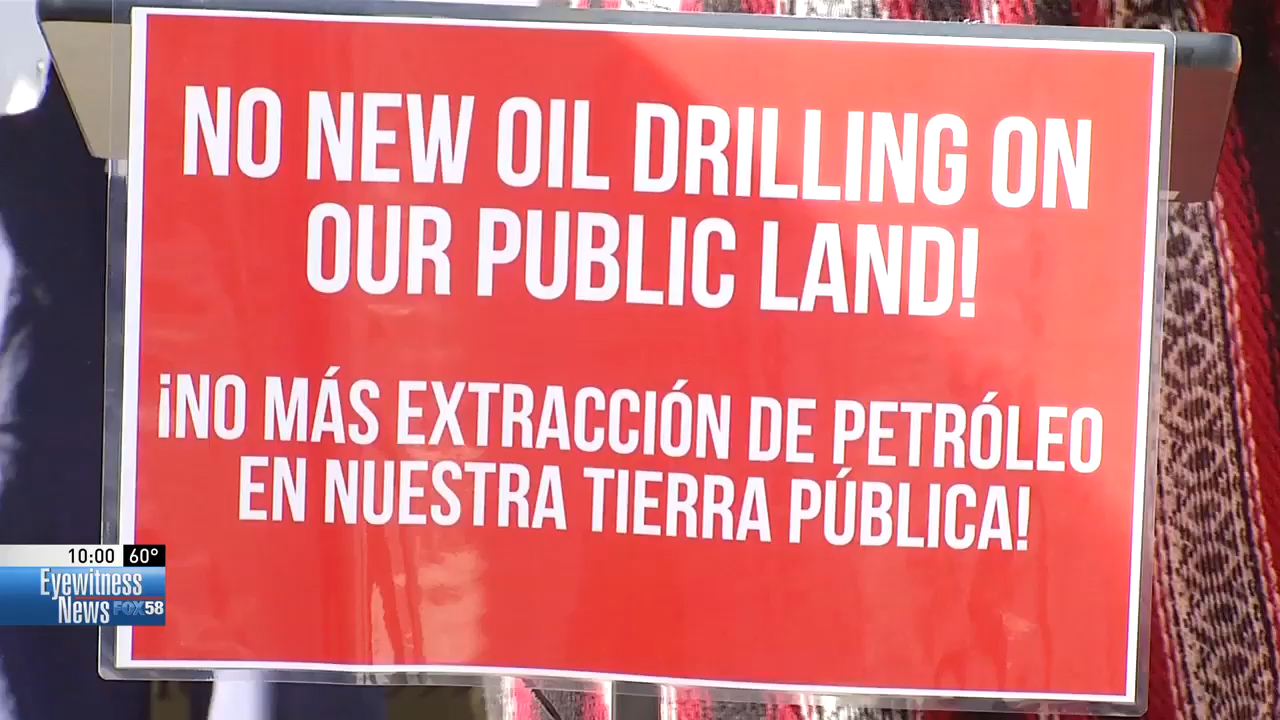 NO NEW OIL DRILLING ON
OUR PUBLIC LAND!
¡NO MÁS EXTRACCIÓN DE PETRÓLEO
EN NUESTRA TIERRA PÚBLICA!
10:00 60°
Eyewitness
News FOX58